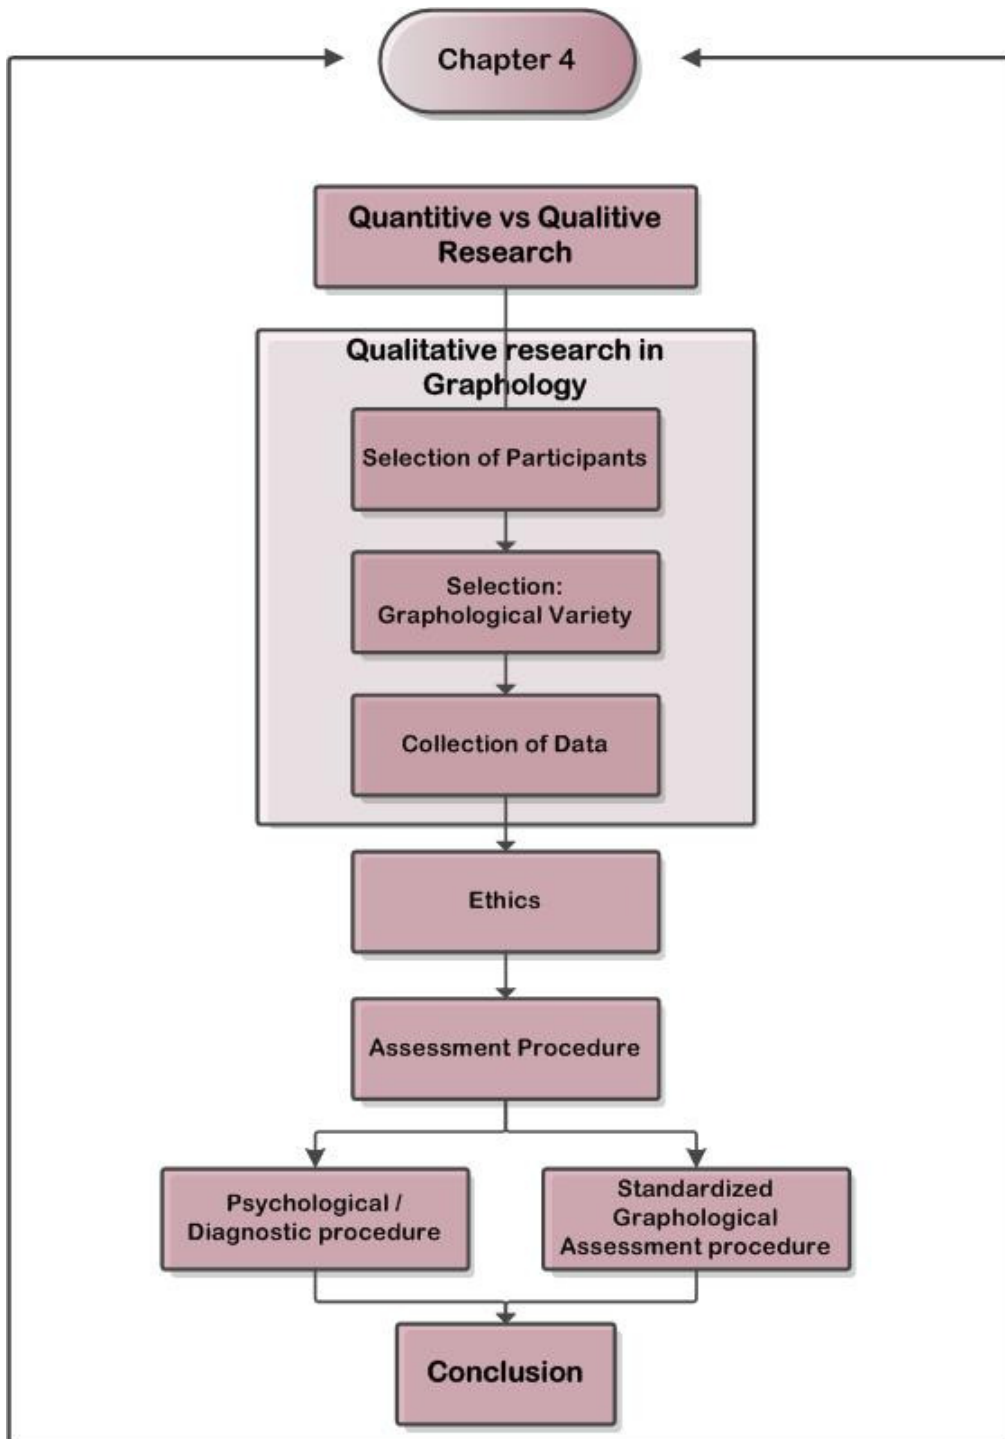 Chapter 4
Quantitive vs Qualitive
Research
Qualitative research in
Graphology
Selection of Participants
Selection:
Graphological Variety
Collection of Data
Ethics
Assessment Procedure
Psychological /
Diagnostic procedure
Standardized
Graphological
Assessment procedure
Conclusion